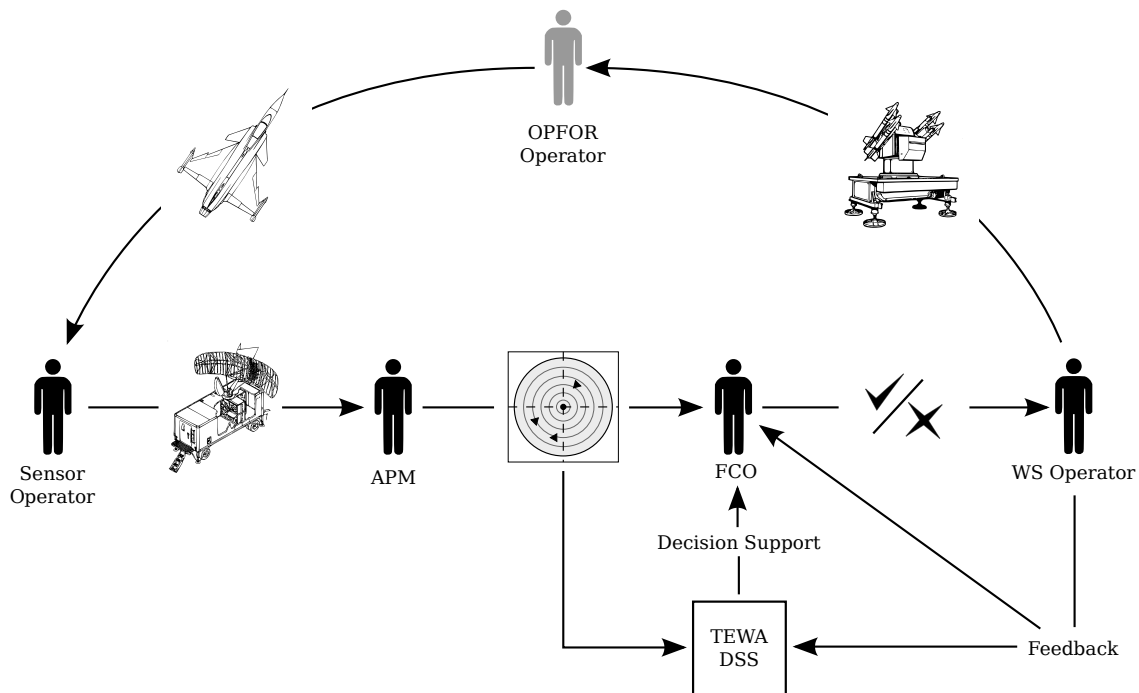 OPFOR
Operator
Sensor
Operator
APM
FCO
WS Operator
Decision Support
TEWA
DSS
Feedback